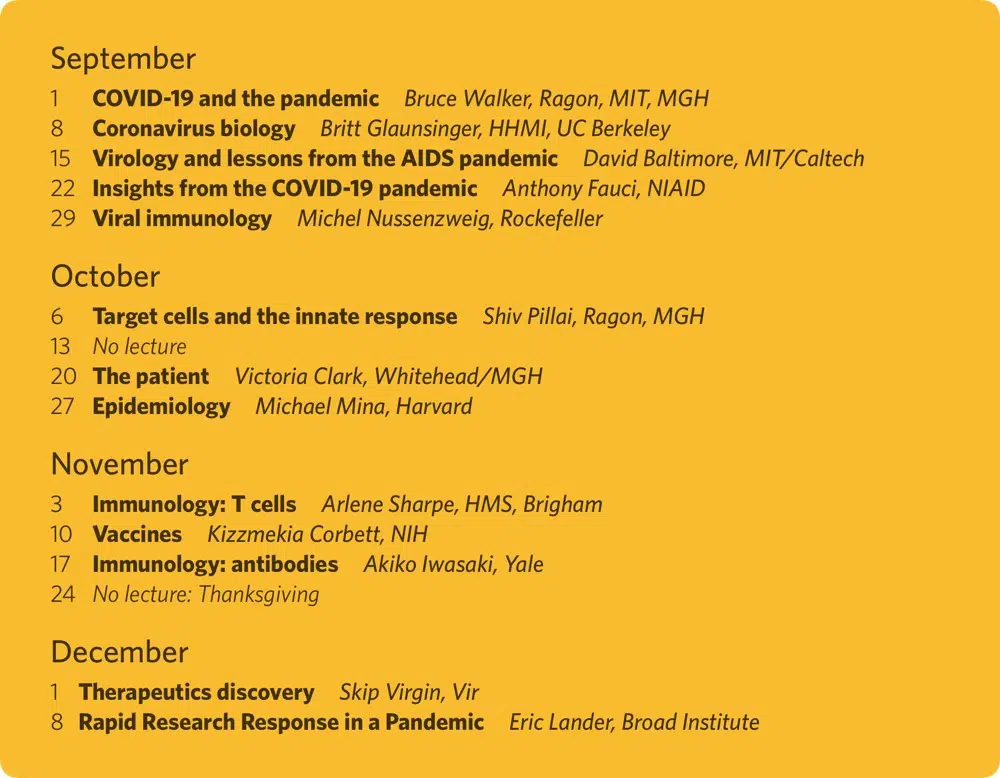 September
1 COVID-19 and the pandemic Bruce Walker, Ragon, MIT, MGH
8 Coronavirus biology Britt Glaunsinger, HHMI, UC Berkeley
15 Virology and lessons from the AIDS pandemic David Baltimore, MIT/Caltech
22 Insights from the COVID-19 pandemic Anthony Fauci, NIAID
29 Viral immunology Michel Nussenzweig, Rockefeller
October
6 Target cells and the innate response Shiv Pillai, Ragon, MGH
13 No lecture
20 The patient Victoria Clark, Whitehead/MGH
27 Epidemiology Michael Mina, Harvard
November
3 Immunology: T cells Arlene Sharpe, HMS, Brigham
10 Vaccines Kizzmekia Corbett, NIH
17 Immunology: antibodies Akiko Iwasaki, Yale
24 No lecture: Thanksgiving
December
1 Therapeutics discovery Skip Virgin, Vir
8 Rapid Research Response in a Pandemic Eric Lander, Broad Institute